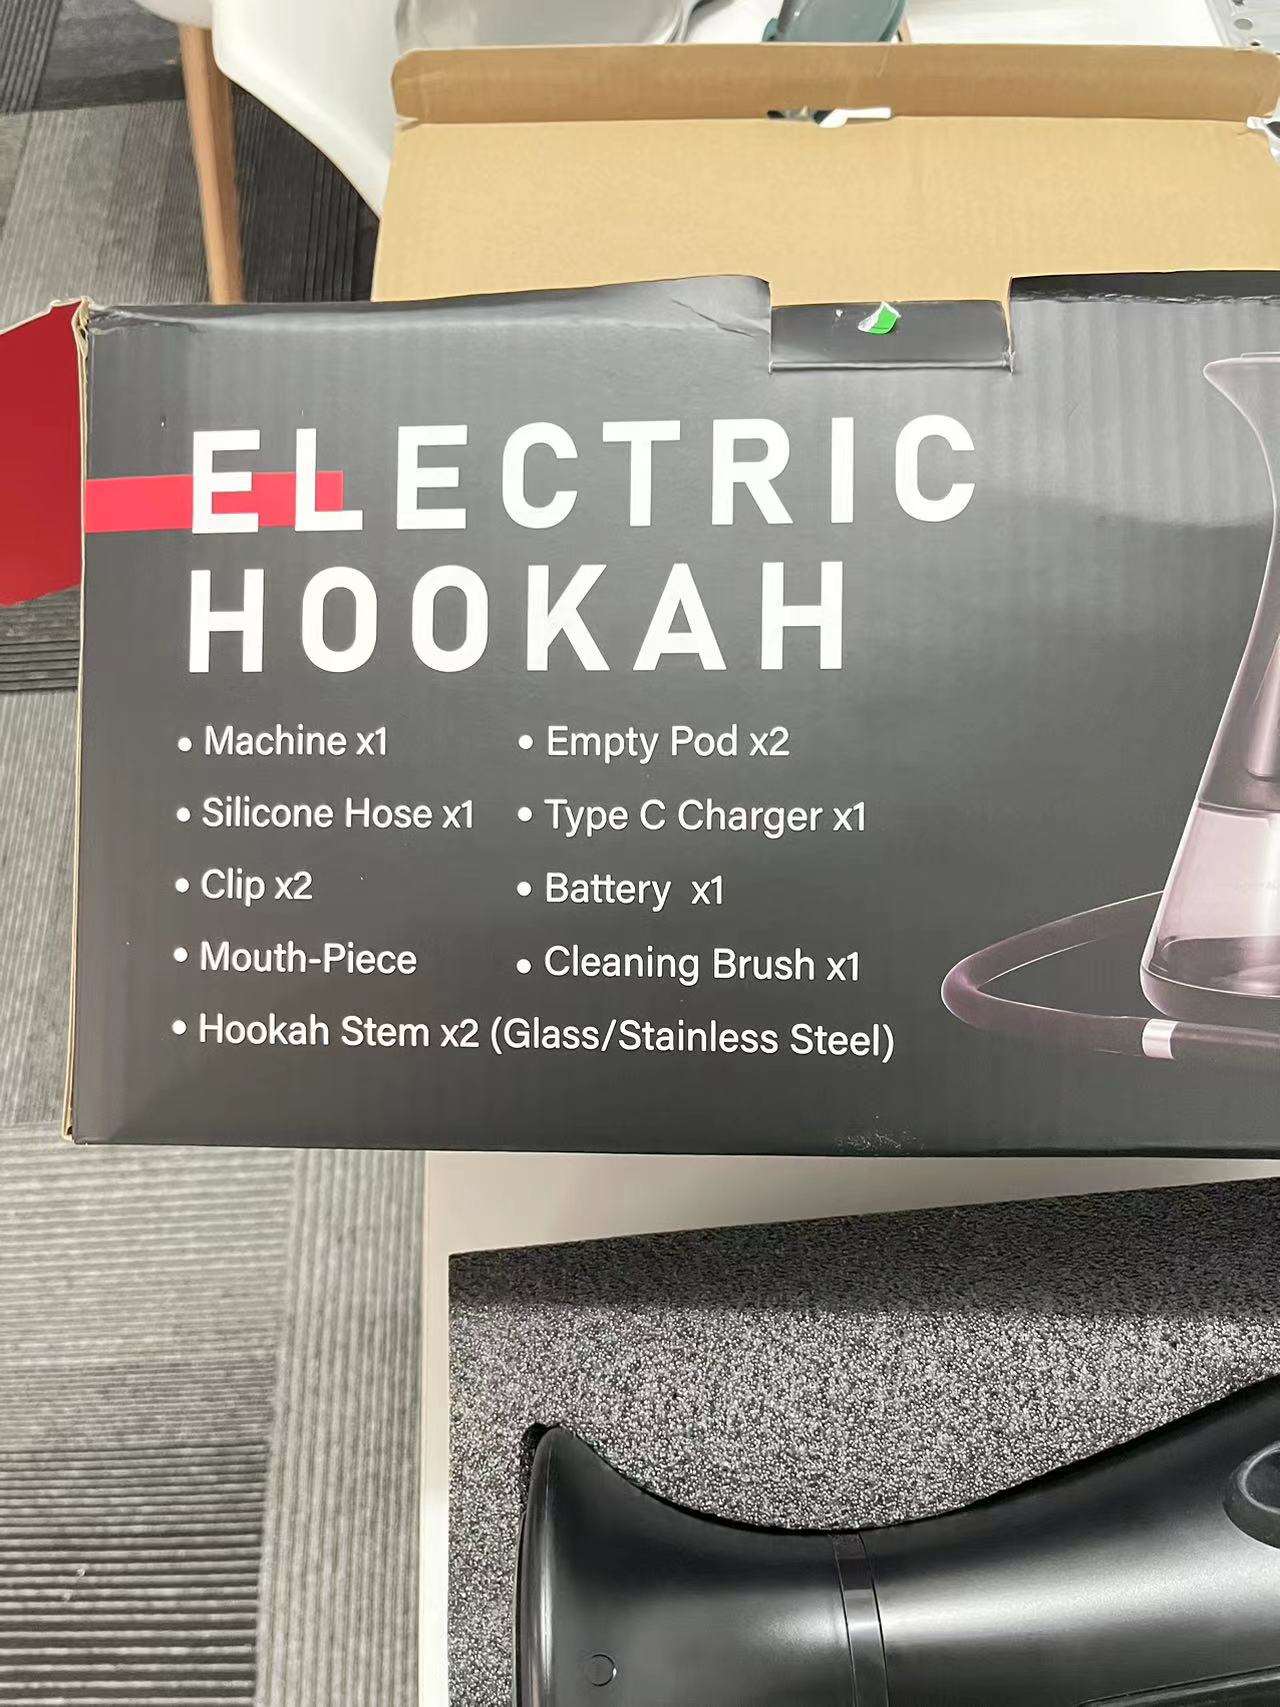 ELECTRIC
HOOKAH
• Machine x1
• Silicone Hose x1
• Clip x2
• Mouth-Piece
• Empty Pod x2
• Type C Charger x1
• Battery x1
• Cleaning Brush x1
• Hookah Stem x2 (Glass/Stainless Steel)